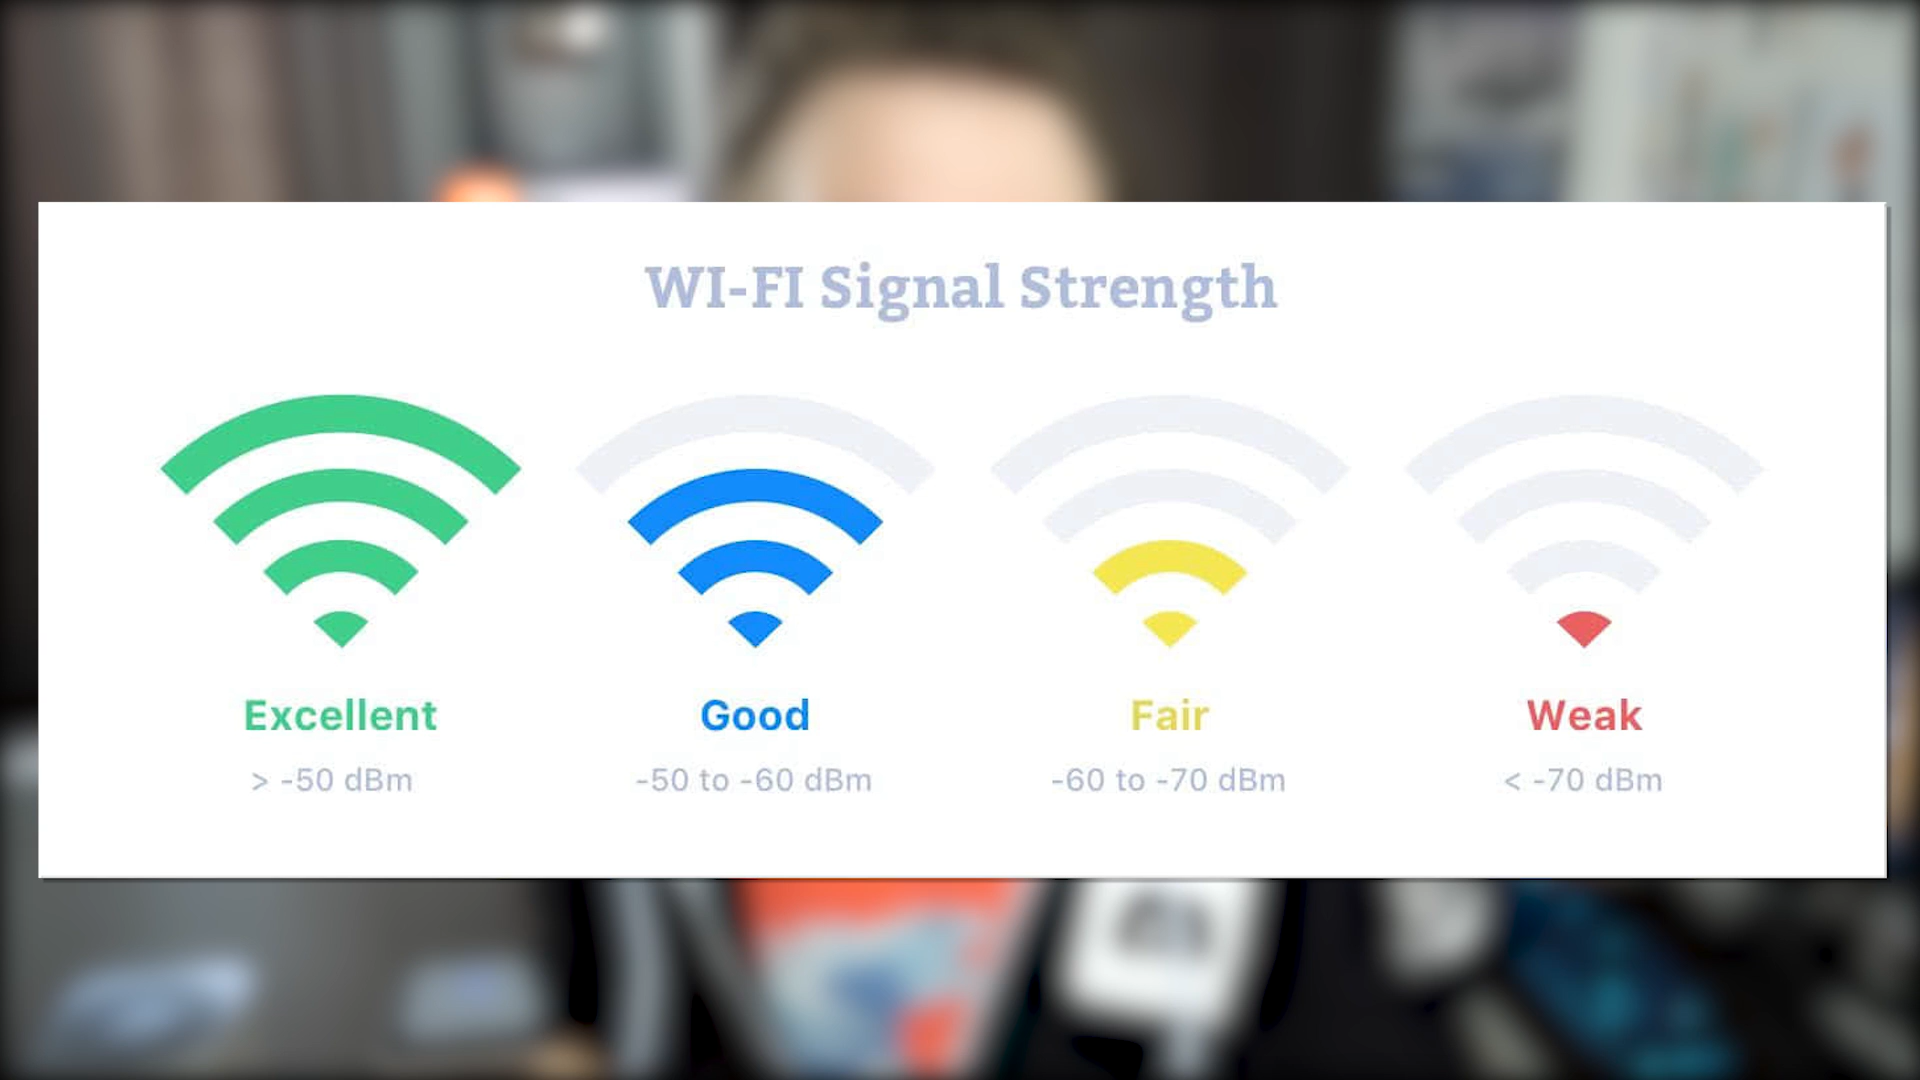 WI-FI Signal Strength
Excellent
> -50 dBm
Good
-50 to -60 dBm
Fair
-60 to -70 dBm
Weak
< -70 dBm